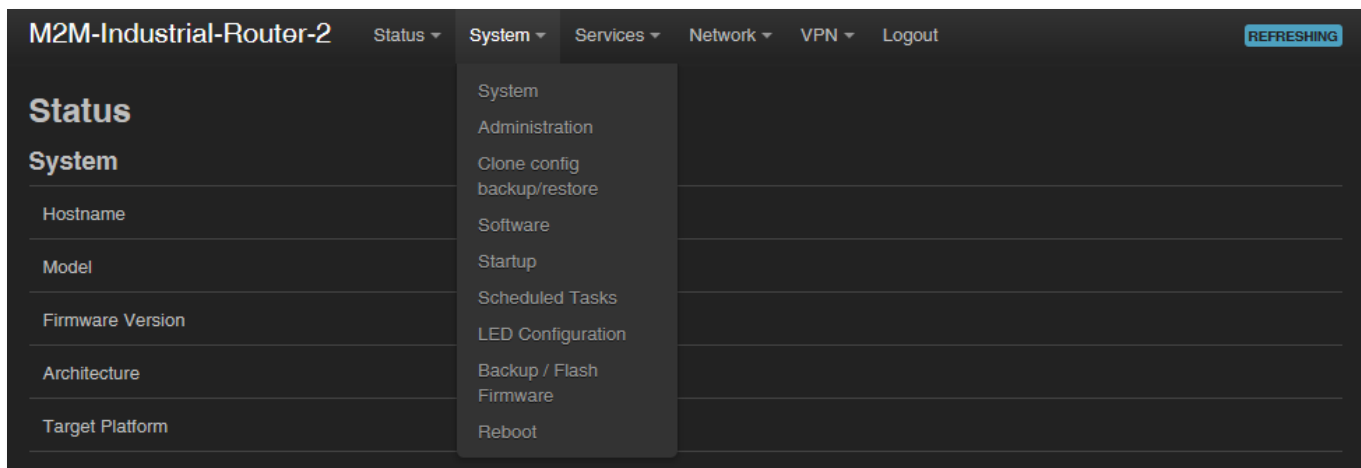 M2M-Industrial-Router-2 Status System Services Network VPN Logout REFRESHING
Status
System
Hostname
Model
Firmware Version
Architecture
Target Platform
System
Administration
Clone config
backup/restore
Software
Startup
Scheduled Tasks
LED Configuration
Backup / Flash
Firmware
Reboot